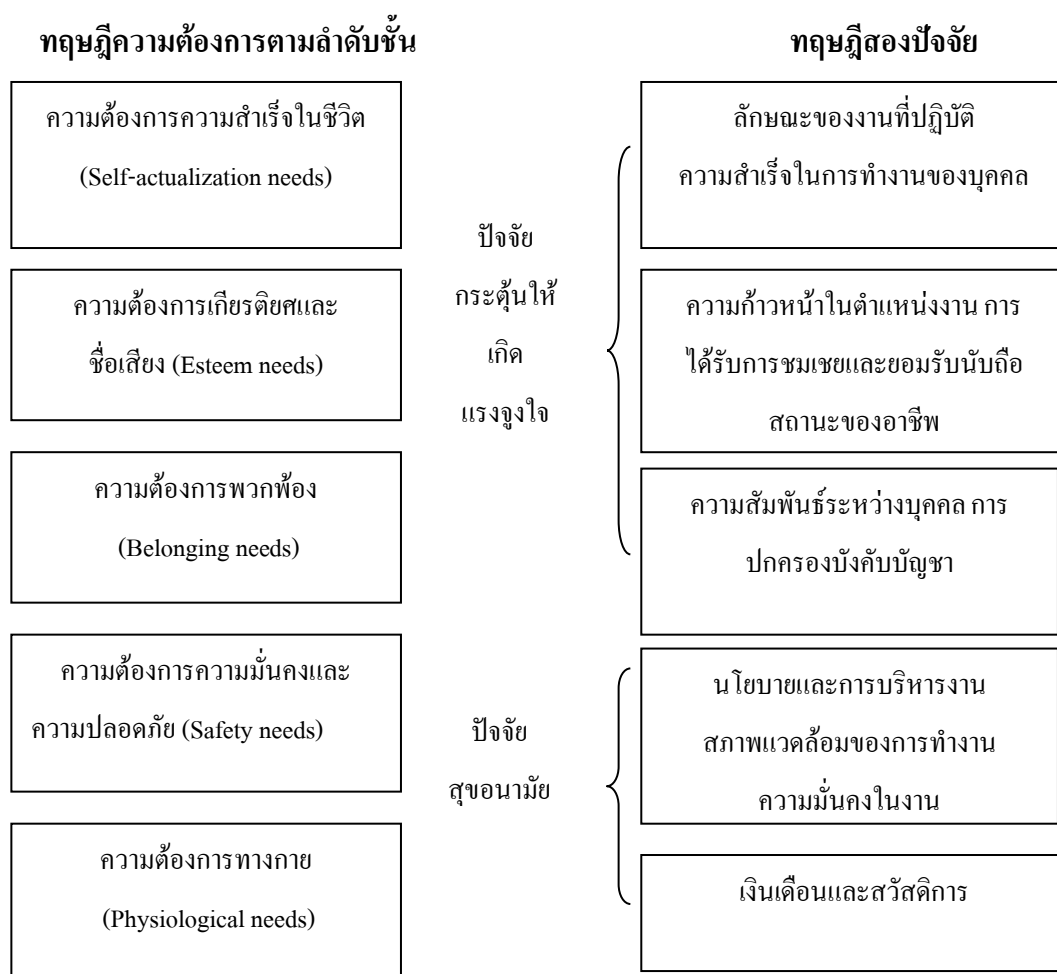 ทฤษฎีความต้องการตามลำดับชั้น
ความต้องการความสำเร็จในชีวิต
(Self-actualization needs)
ความต้องการเกียรติยศและ
ชื่อเสียง (Esteem needs)
ความต้องการพวกพ้อง
(Belonging needs)
ความต้องการความมั่นคงและ
ความปลอดภัย (Safety needs)
ความต้องการทางกาย
(Physiological needs)
ปัจจัย
กระตุ้นให้
เกิด
แรงจูงใจ
ปัจจัย
สุขอนามัย
ทฤษฎีสองปัจจัย
ลักษณะของงานที่ปฏิบัติ
ความสำเร็จในการทำงานของบุคคล
ความก้าวหน้าในตำแหน่งงาน การ
ได้รับการชมเชยและยอมรับนับถือ
สถานะของอาชีพ
ความสัมพันธ์ระหว่างบุคคล การ
ปกครองบังคับบัญชา
นโยบายและการบริหารงาน
สภาพแวดล้อมของการทำงาน
ความมั่นคงในงาน
เงินเดือนและสวัสดิการ